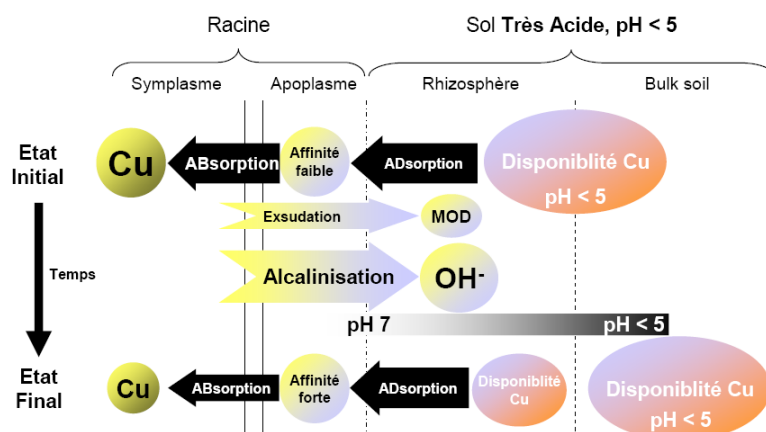 Racine
Sol Très Acide, pH < 5
Symplasme
Apoplasme
Rhizosphère
Bulk soil
Etat
Initial
Cu
ABsorption
Affinité
faible
ADsorption
Disponiblité Cu
pH < 5
Exsudation
MOD
Temps
Alcalinisation
OH-
pH 7
pH < 5
Etat
Final
Cu
ABsorption
Affinité
forte
ADsorption
Disponiblité
Cu
Disponiblité Cu
pH < 5